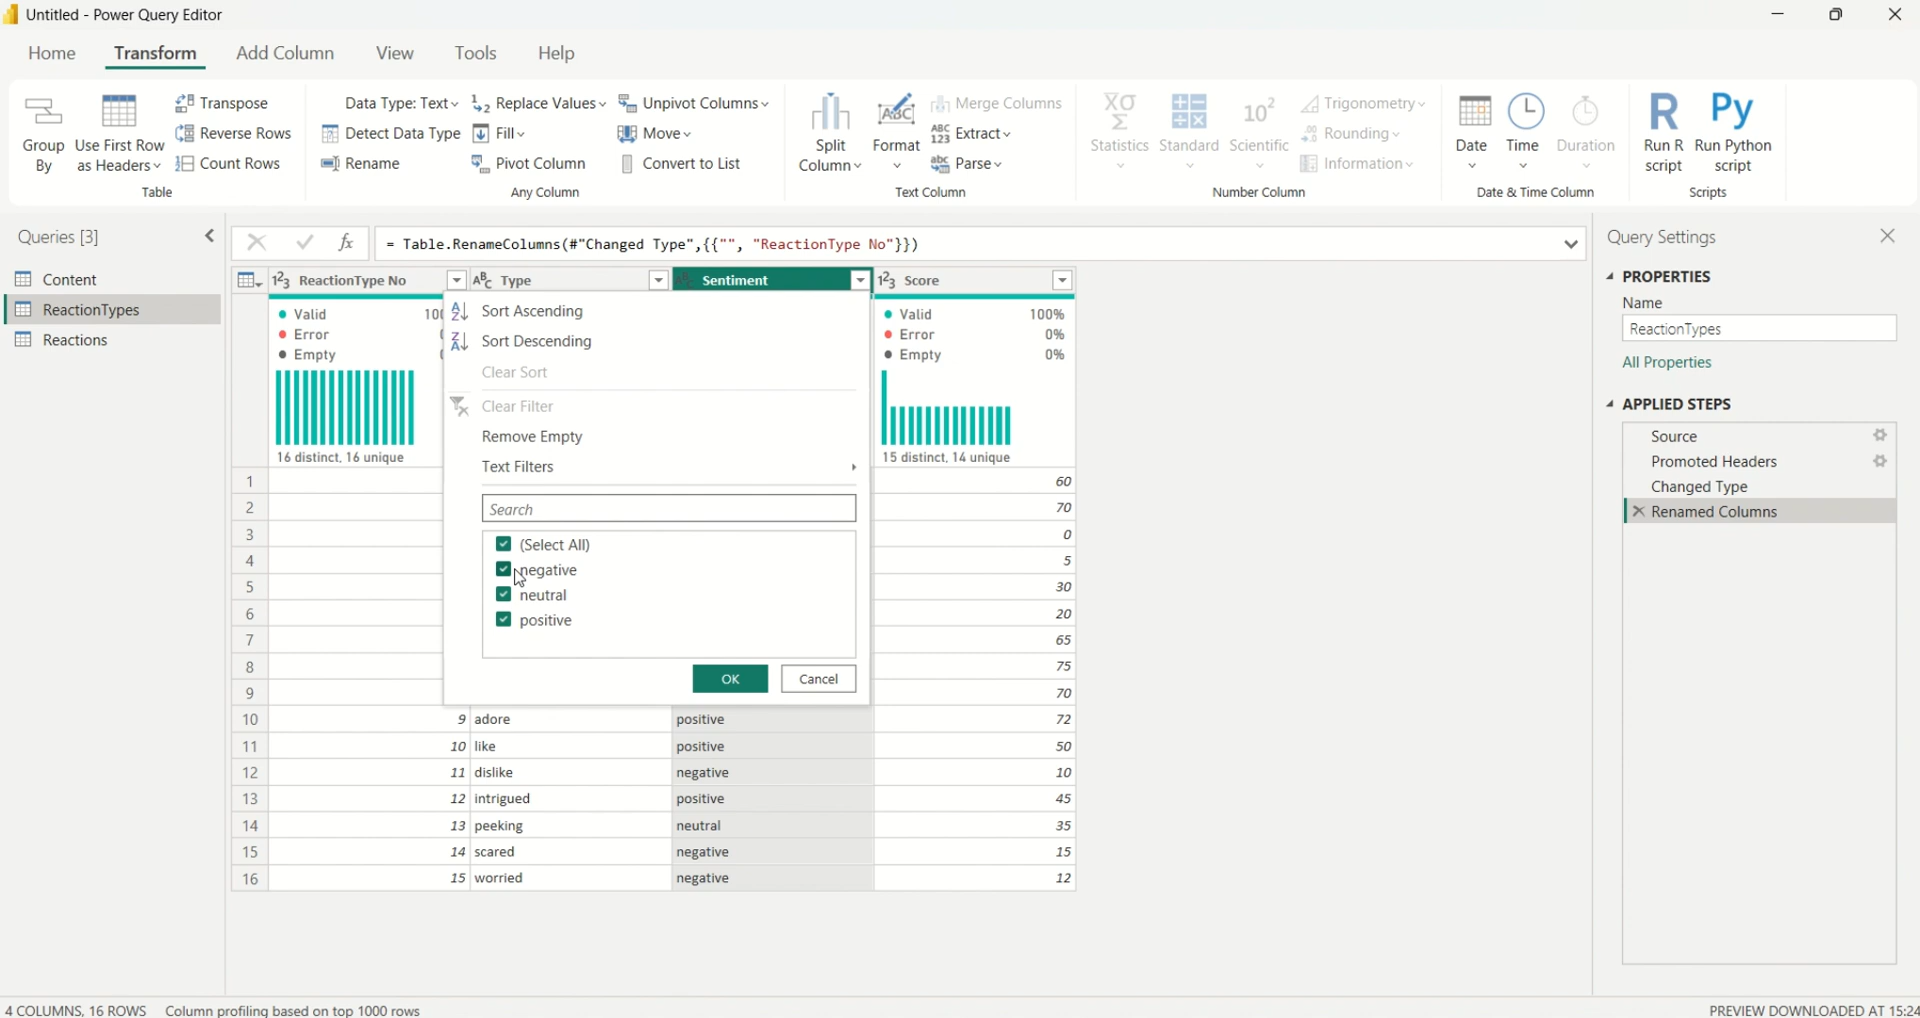 Untitled - Power Query Editor
Home Transform Add Column View Tools Help
Group By
Use First Row as Headers
Transpose
Reverse Rows
Count Rows
Table
Data Type: Text
Detect Data Type
Rename
Replace Values
Fill
Pivot Column
Unpivot Columns
Move
Convert to List
Any Column
Split Column
Format
Merge Columns
Extract
Parse
Text Column
Statistics
Standard
Scientific
Trigonometry
Rounding
Information
Number Column
Date
Time
Duration
Date & Time Column
Run R script
Run Python script
Scripts
Queries [3]
Content
ReactionTypes
Reactions
= Table.RenameColumns(#"Changed Type",{{"", "ReactionType No"}})
ReactionType No Type Sentiment Score
Valid
Error
Empty
16 distinct, 16 unique
Valid 100%
Error 0%
Empty 0%
15 distinct, 14 unique
Sort Ascending
Sort Descending
Clear Sort
Clear Filter
Remove Empty
Text Filters
Search
(Select All)
negative
neutral
positive
OK Cancel
1 60
2 70
3 0
4 5
5 30
6 20
7 65
8 75
9 70
10 9 adore positive 72
11 10 like positive 50
12 11 dislike negative 10
13 12 intrigued positive 45
14 13 peeking neutral 35
15 14 scared negative 15
16 15 worried negative 12
Query Settings
PROPERTIES
Name
ReactionTypes
All Properties
APPLIED STEPS
Source
Promoted Headers
Changed Type
Renamed Columns
4 COLUMNS, 16 ROWS Column profiling based on top 1000 rows
PREVIEW DOWNLOADED AT 15:24